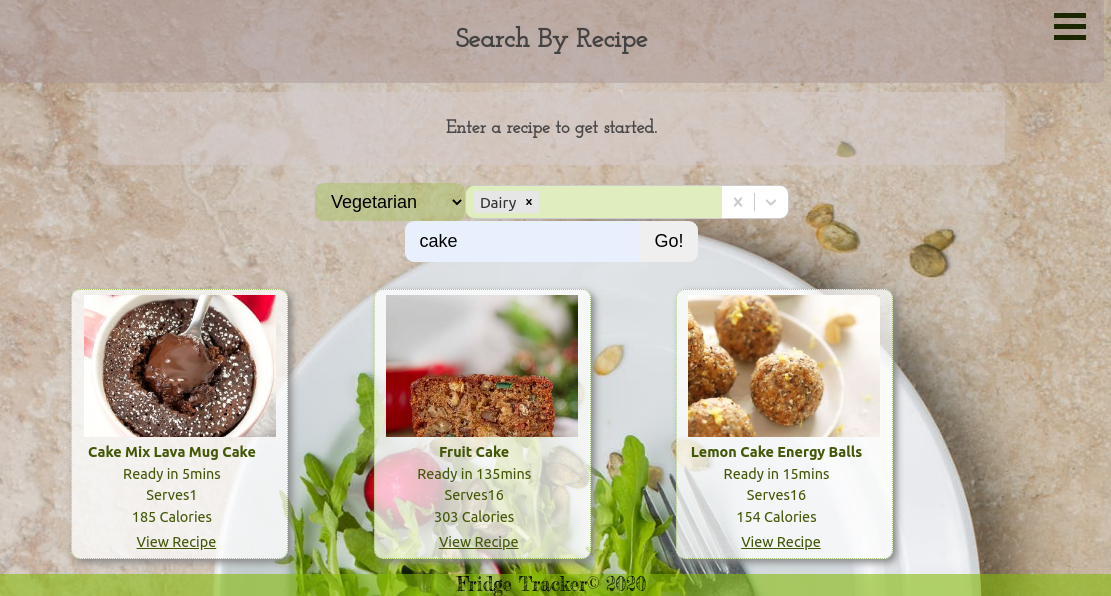 Search By Recipe
Enter a recipe to get started.
Vegetarian Dairy ×
cake Go!
Cake Mix Lava Mug Cake
Ready in 5mins
Serves1
185 Calories
View Recipe
Fruit Cake
Ready in 135mins
Serves16
303 Calories
View Recipe
Lemon Cake Energy Balls
Ready in 15mins
Serves16
154 Calories
View Recipe
Fridge Tracker© 2020